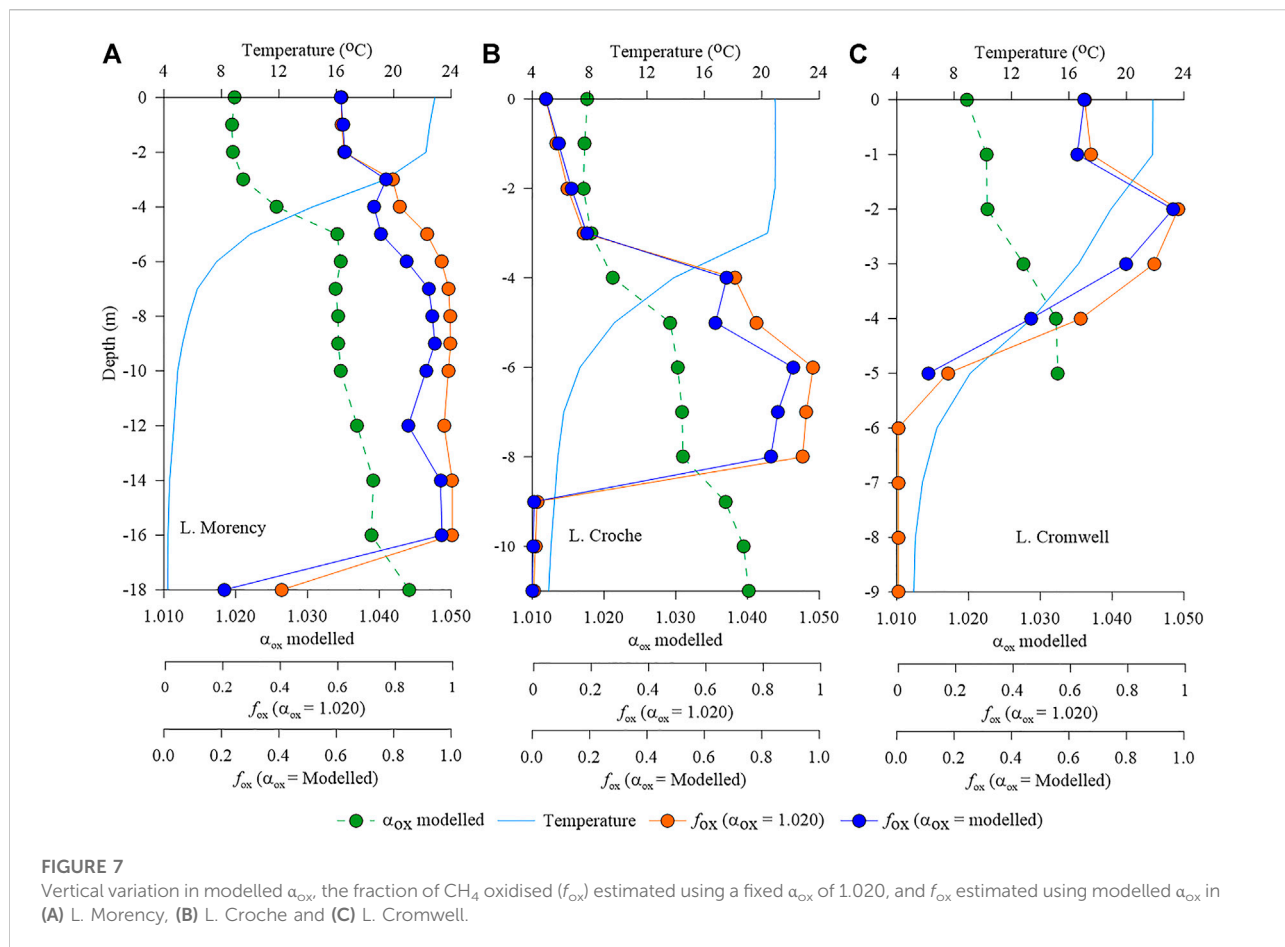 A Temperature (OC) B Temperature (OC) C Temperature (OC)
4 8 12 16 20 24 4 8 12 16 20 24 4 8 12 16 20 24
0 0 0
-2 -2 -1
-4 -4 -2
-6 -6 -3
-8 -8 -4
-10 -10 -5
-12 -6
-14 -7
-16 -8
-18 -9
Depth (m)
L. Morency L. Croche L. Cromwell
1.010 1.020 1.030 1.040 1.050 1.010 1.020 1.030 1.040 1.050 1.010 1.020 1.030 1.040 1.050
αox modelled αox modelled αox modelled
0 0.2 0.4 0.6 0.8 1 0 0.2 0.4 0.6 0.8 1 0 0.2 0.4 0.6 0.8 1
fox (αox = 1.020) fox (αox = 1.020) fox (αox = 1.020)
0.0 0.2 0.4 0.6 0.8 1.0 0.0 0.2 0.4 0.6 0.8 1.0 0.0 0.2 0.4 0.6 0.8 1.0
fox (αox = Modelled) fox (αox = Modelled) fox (αox = Modelled)
αox modelled Temperature fox (αox = 1.020) fox (αox = modelled)
FIGURE 7
Vertical variation in modelled αox, the fraction of CH4 oxidised (fox) estimated using a fixed αox of 1.020, and fox estimated using modelled αox in
(A) L. Morency, (B) L. Croche and (C) L. Cromwell.